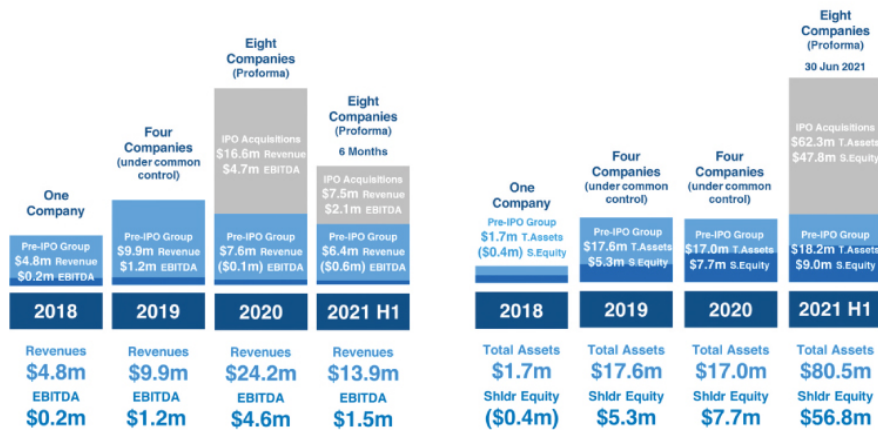 Eight
Companies
(Proforma)
Eight
Companies
(Proforma)
6 Months
Four
Companies
(under common
control)
One
Company
IPO Acquisitions
$16.6m Revenue
$4.7m EBITDA
IPO Acquisitions
$7.5m Revenue
$2.1m EBITDA
Pre-IPO Group
$4.8m Revenue
$0.2m EBITDA
Pre-IPO Group
$9.9m Revenue
$1.2m EBITDA
Pre-IPO Group
$7.6m Revenue
($0.1m) EBITDA
Pre-IPO Group
$6.4m Revenue
($0.6m) EBITDA
2018 2019 2020 2021 H1
Revenues Revenues Revenues Revenues
$4.8m $9.9m $24.2m $13.9m
EBITDA EBITDA EBITDA EBITDA
$0.2m $1.2m $4.6m $1.5m
Eight
Companies
(Proforma)
30 Jun 2021
Four
Companies
(under common
control)
Four
Companies
(under common
control)
One
Company
IPO Acquisitions
$62.3m T.Assets
$47.8m S.Equity
Pre-IPO Group
$1.7m T.Assets
($0.4m) S.Equity
Pre-IPO Group
$17.6m T.Assets
$5.3m S.Equity
Pre-IPO Group
$17.0m T.Assets
$7.7m S.Equity
Pre-IPO Group
$18.2m T.Assets
$9.0m S.Equity
2018 2019 2020 2021 H1
Total Assets Total Assets Total Assets Total Assets
$1.7m $17.6m $17.0m $80.5m
Shldr Equity Shldr Equity Shldr Equity Shldr Equity
($0.4m) $5.3m $7.7m $56.8m